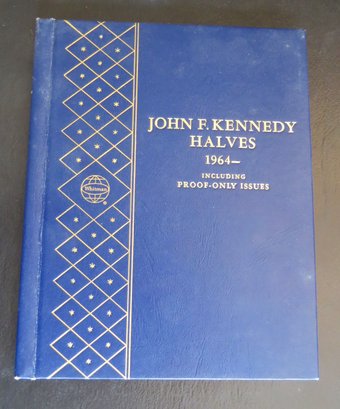 JOHN F. KENNEDY
HALVES
1964—
INCLUDING
PROOF-ONLY ISSUES
Whitman